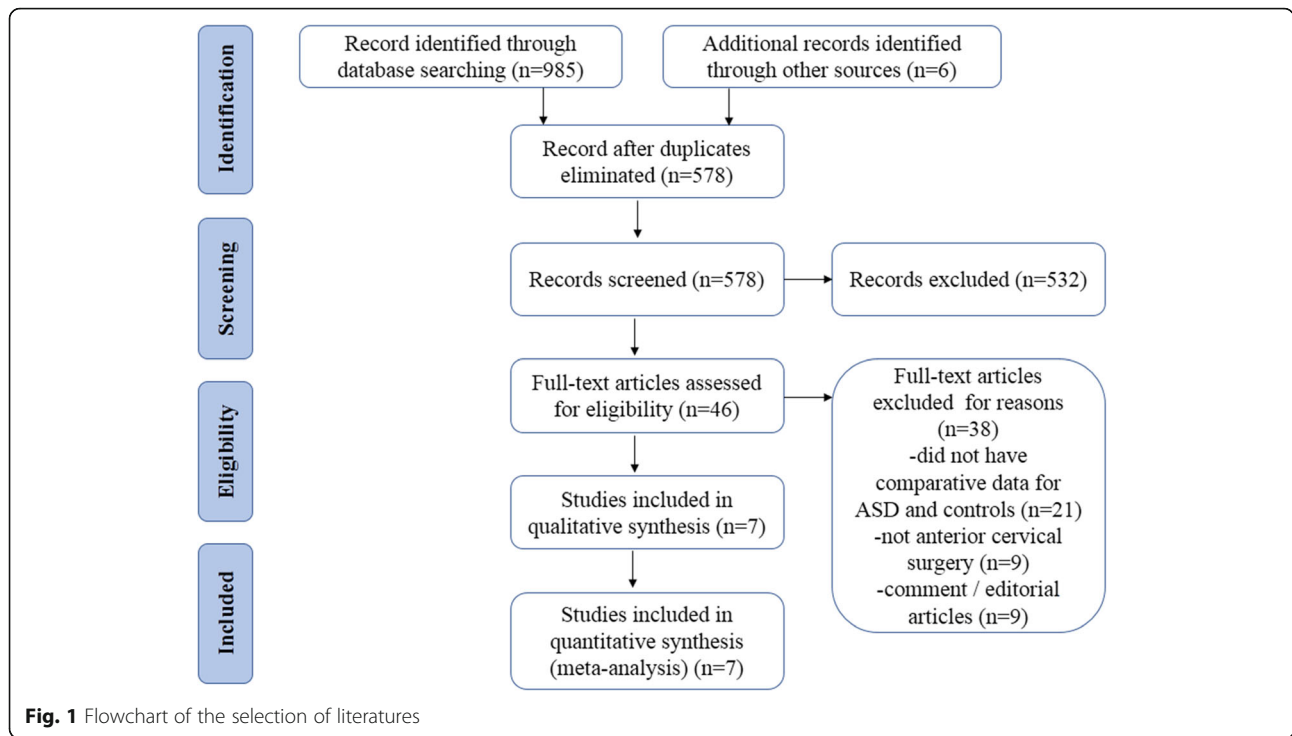 Identification
Record identified through
database searching (n=985)
Additional records identified
through other sources (n=6)
Record after duplicates
eliminated (n=578)
Screening
Records screened (n=578)
Records excluded (n=532)
Eligibility
Full-text articles assessed
for eligibility (n=46)
Full-text articles
excluded for reasons
(n=38)
-did not have
comparative data for
ASD and controls (n=21)
-not anterior cervical
surgery (n=9)
-comment / editorial
articles (n=9)
Studies included in
qualitative synthesis (n=7)
Included
Studies included in
quantitative synthesis
(meta-analysis) (n=7)
Fig. 1 Flowchart of the selection of literatures